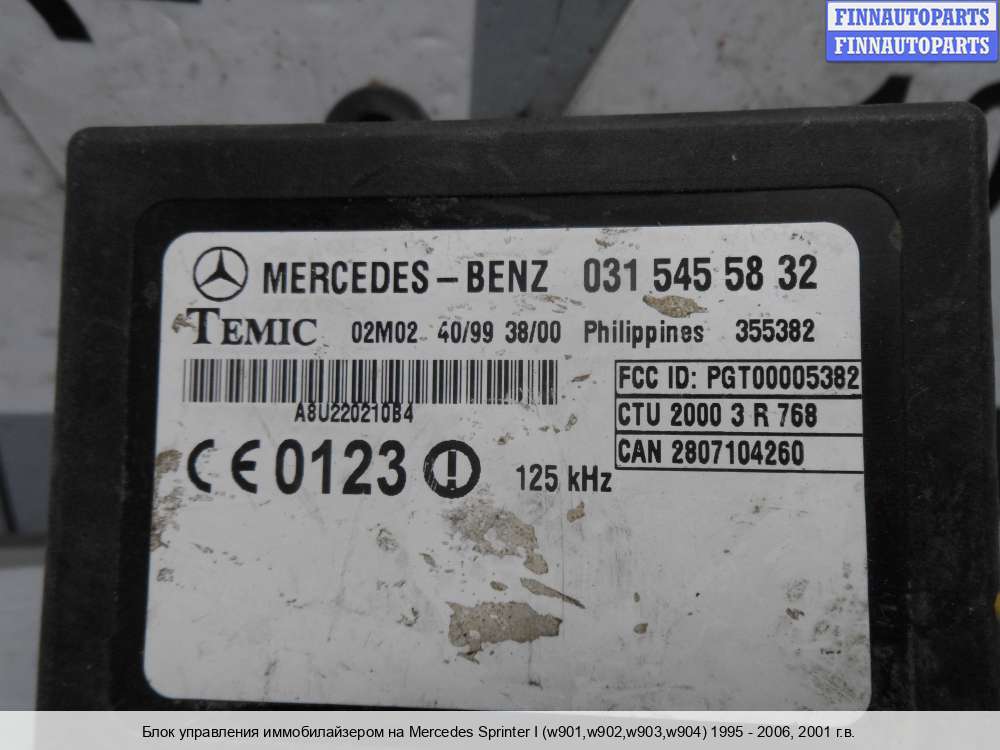 FINNAUTOPARTS
FINNAUTOPARTS
MERCEDES-BENZ 031 545 58 32
TEMIC 02M02 40/99 38/00 Philippines 355382
FCC ID: PGT00005382
A8U220210B4
CTU 2000 3 R 768
CAN 2807104260
CE 0123 125 kHz
Блок управления иммобилайзером на Mercedes Sprinter I (w901,w902,w903,w904) 1995 - 2006, 2001 г.в.